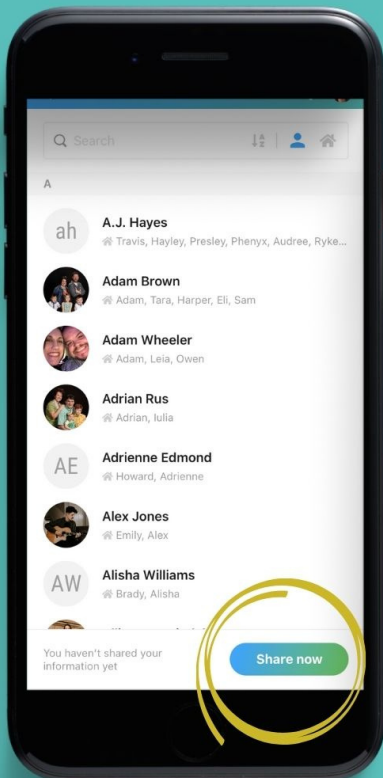 Search
A
ah
A.J. Hayes
Travis, Hayley, Presley, Phenyx, Audree, Ryke...
Adam Brown
Adam, Tara, Harper, Eli, Sam
Adam Wheeler
Adam, Leia, Owen
Adrian Rus
Adrian, Iulia
AE
Adrienne Edmond
Howard, Adrienne
Alex Jones
Emily, Alex
AW
Alisha Williams
Brady, Alisha
You haven't shared your
information yet
Share now